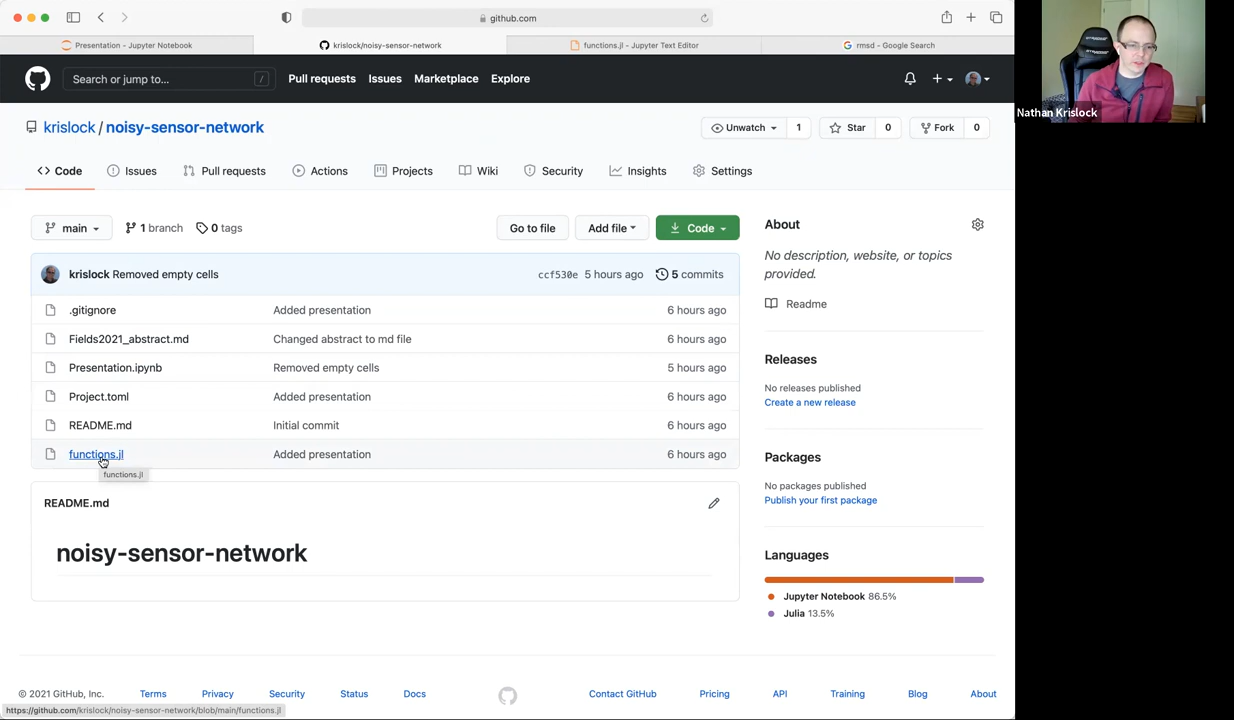 github.com
Presentation - Jupyter Notebook
krislock/noisy-sensor-network
functions.jl - Jupyter Text Editor
rmsd - Google Search
Search or jump to...
/
Pull requests
Issues
Marketplace
Explore
Nathan Krislock
krislock / noisy-sensor-network
Unwatch 1
Star 0
Fork 0
<> Code
Issues
Pull requests
Actions
Projects
Wiki
Security
Insights
Settings
main
1 branch
0 tags
Go to file
Add file
Code
krislock Removed empty cells ccf530e 5 hours ago 5 commits
.gitignore Added presentation 6 hours ago
Fields2021_abstract.md Changed abstract to md file 6 hours ago
Presentation.ipynb Removed empty cells 5 hours ago
Project.toml Added presentation 6 hours ago
README.md Initial commit 6 hours ago
functions.jl Added presentation 6 hours ago
functions.jl
README.md
noisy-sensor-network
About
No description, website, or topics
provided.
Readme
Releases
No releases published
Create a new release
Packages
No packages published
Publish your first package
Languages
Jupyter Notebook 86.5%
Julia 13.5%
© 2021 GitHub, Inc.
Terms
Privacy
Security
Status
Docs
Contact GitHub
Pricing
API
Training
Blog
About
https://github.com/krislock/noisy-sensor-network/blob/main/functions.jl